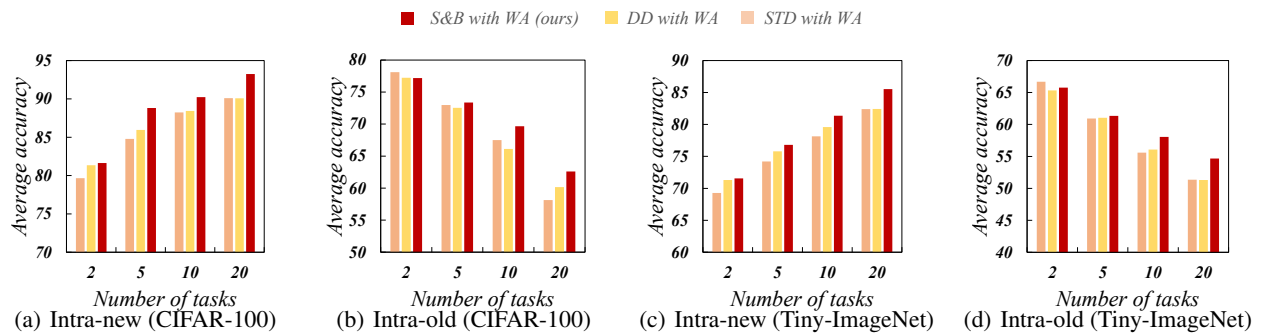 S&B with WA (ours) DD with WA STD with WA
Average accuracy
95
90
85
80
75
70
2 5 10 20
Number of tasks
(a) Intra-new (CIFAR-100)
Average accuracy
80
75
70
65
60
55
50
2 5 10 20
Number of tasks
(b) Intra-old (CIFAR-100)
Average accuracy
90
85
80
75
70
65
60
2 5 10 20
Number of tasks
(c) Intra-new (Tiny-ImageNet)
Average accuracy
70
65
60
55
50
45
40
2 5 10 20
Number of tasks
(d) Intra-old (Tiny-ImageNet)